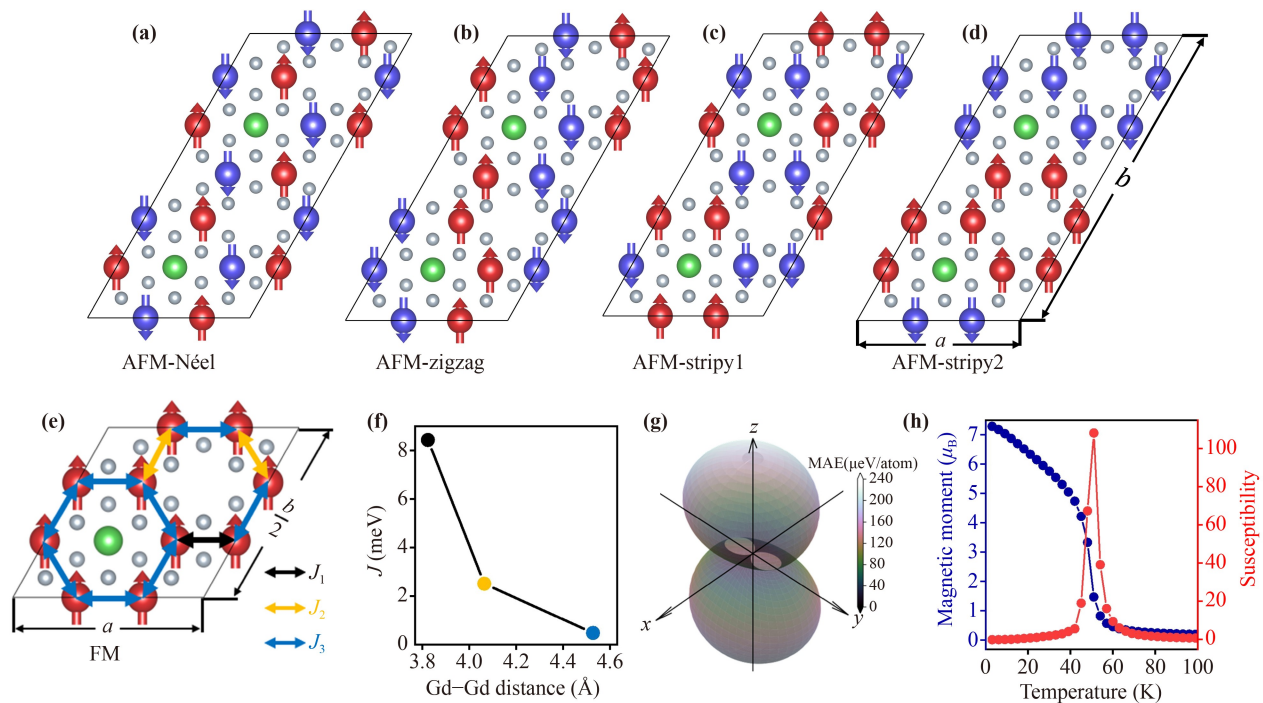 (a)
(b)
(c)
(d)
AFM-Néel
AFM-zigzag
AFM-stripy1
AFM-stripy2
a
b
(e)
b
2
a
FM
J1
J2
J3
(f)
J (meV)
8
6
4
2
0
3.8 4.0 4.2 4.4 4.6
Gd−Gd distance (Å)
(g)
z
x
y
MAE(μeV/atom)
240
200
160
120
80
40
0
(h)
Magnetic moment (μB)
7
6
5
4
3
2
1
0
0 20 40 60 80 100
Temperature (K)
100
80
60
40
20
0
Susceptibility